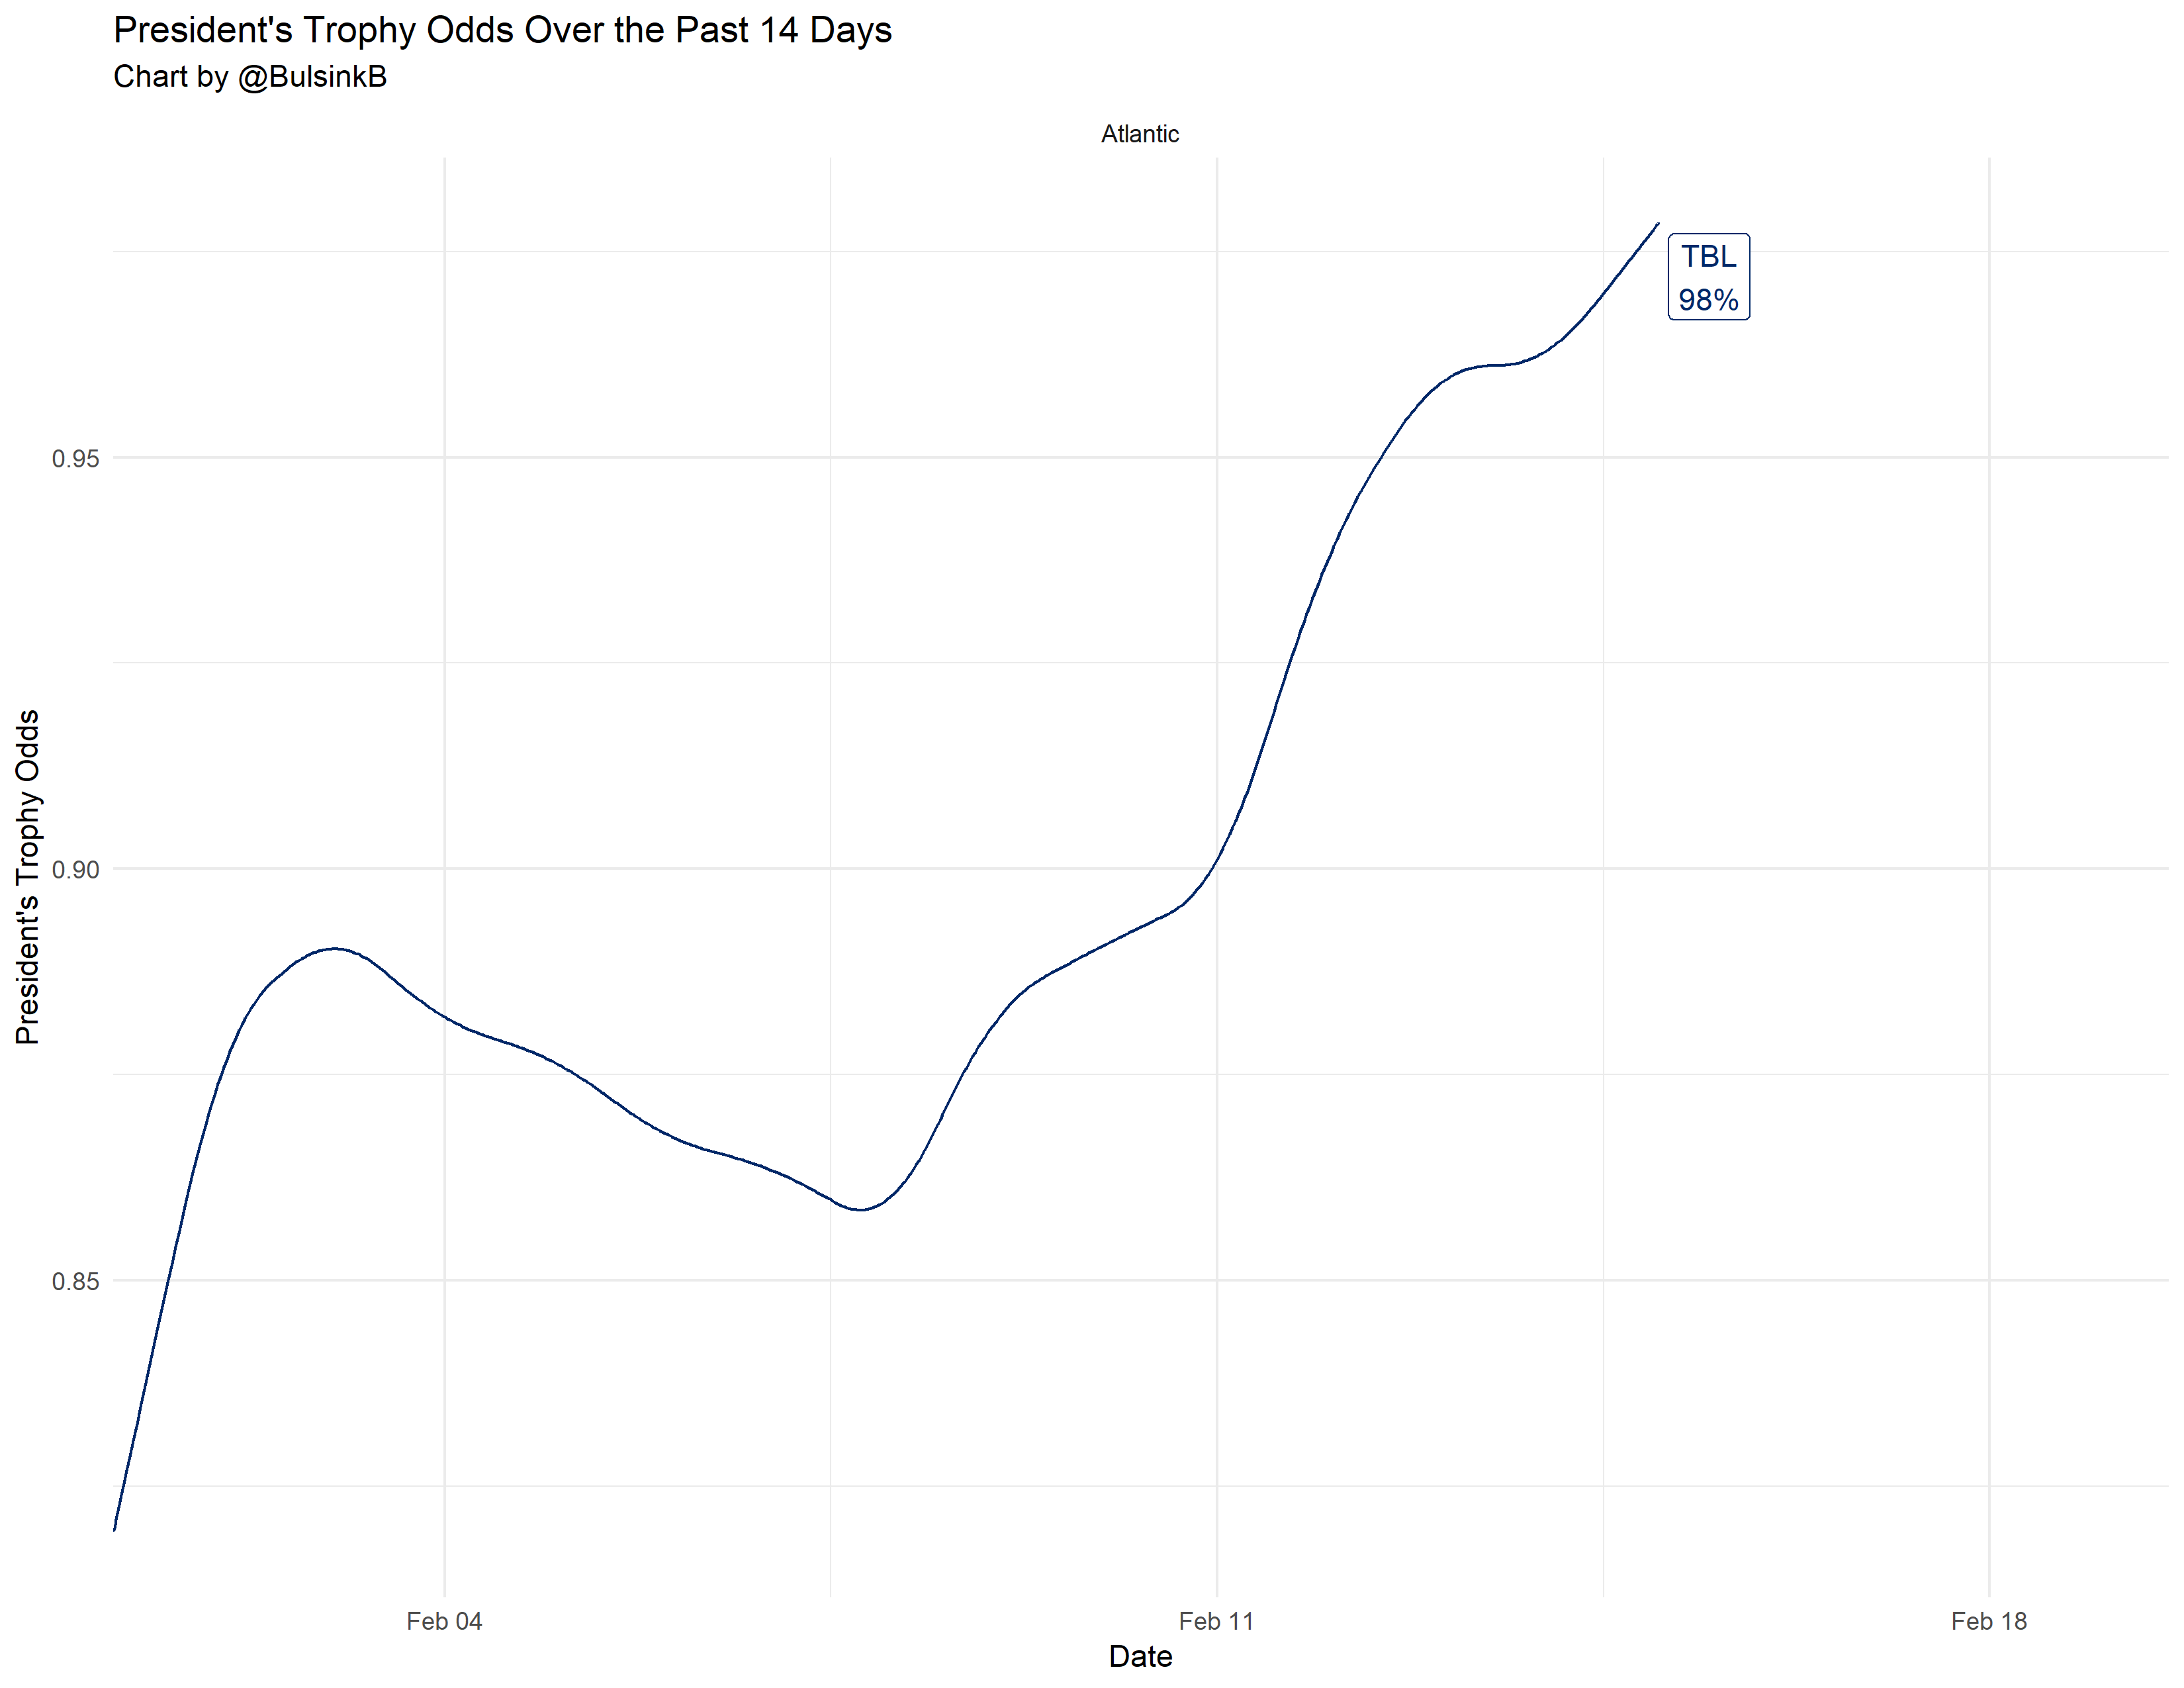 President's Trophy Odds Over the Past 14 Days
Chart by @BulsinkB
Atlantic
TBL
98%
0.95
0.90
0.85
President's Trophy Odds
Feb 04
Feb 11
Feb 18
Date